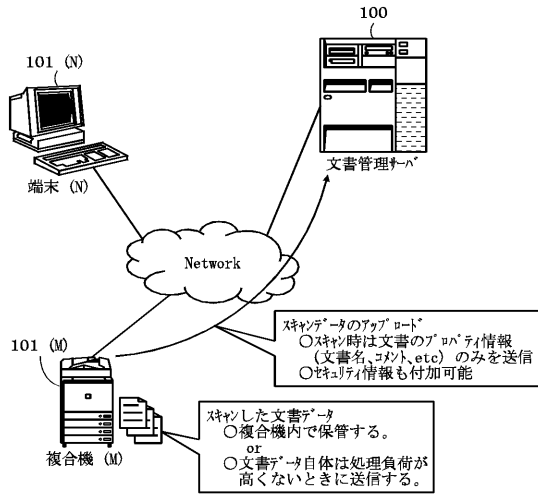 100
101 (N)
端末 (N)
文書管理ｻｰﾊﾞ
Network
ｽｷｬﾝﾃﾞｰﾀのｱｯﾌﾟﾛｰﾄﾞ
○ｽｷｬﾝ時は文書のﾌﾟﾛﾊﾟﾃｨ情報
(文書名､ｺﾒﾝﾄ､etc) のみを送信
○ｾｷｭﾘﾃｨ情報も付加可能
101 (M)
複合機 (M)
ｽｷｬﾝした文書ﾃﾞｰﾀ
○複合機内で保管する。
or
○文書ﾃﾞｰﾀ自体は処理負荷が
高くないときに送信する。